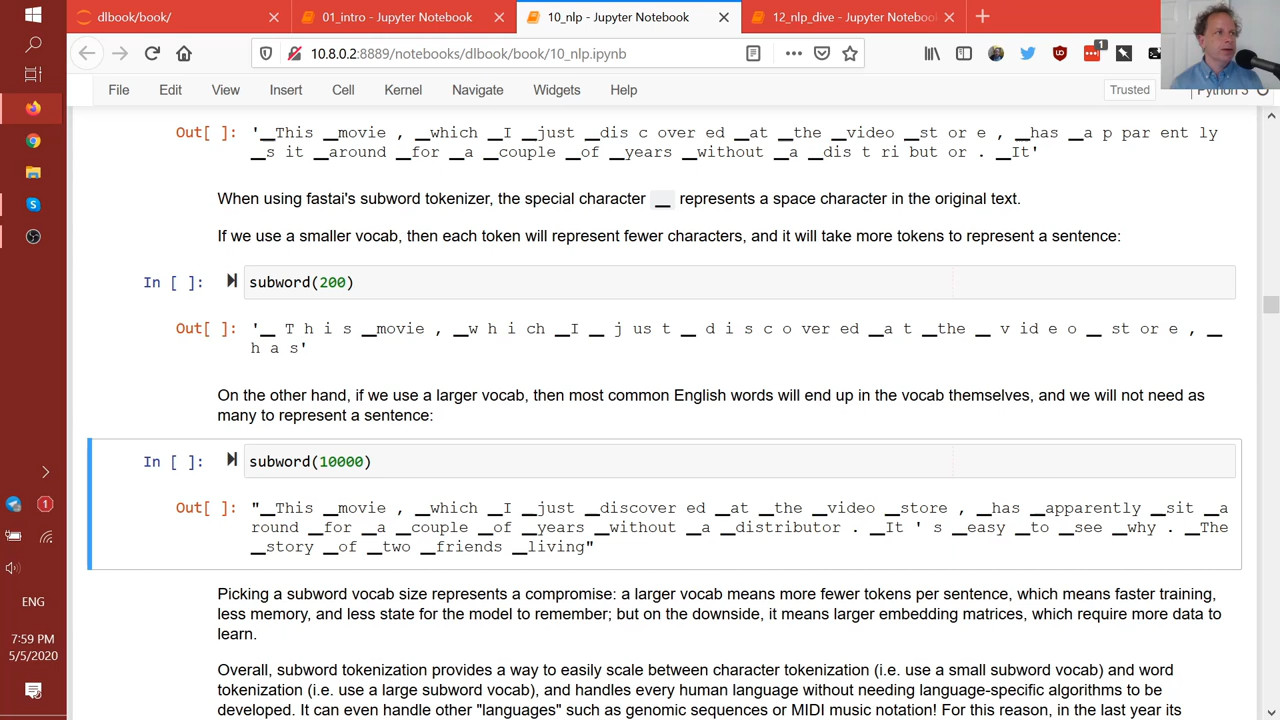 dlbook/book/
01_intro - Jupyter Notebook
10_nlp - Jupyter Notebook
12_nlp_dive - Jupyter Notebook
10.8.0.2:8889/notebooks/dlbook/book/10_nlp.ipynb
1
File Edit View Insert Cell Kernel Navigate Widgets Help
Trusted
Python 3
Out[ ]: '▁This ▁movie , ▁which ▁I ▁just ▁dis c over ed ▁at ▁the ▁video ▁st or e , ▁has ▁a p par ent ly
▁s it ▁around ▁for ▁a ▁couple ▁of ▁years ▁without ▁a ▁dis t ri but or . ▁It'
When using fastai's subword tokenizer, the special character ▁ represents a space character in the original text.
If we use a smaller vocab, then each token will represent fewer characters, and it will take more tokens to represent a sentence:
In [ ]: subword(200)
Out[ ]: '▁ T h i s ▁movie , ▁w h i ch ▁I ▁ j us t ▁ d i s c o ver ed ▁a t ▁the ▁ v id e o ▁ st or e , ▁
h a s'
On the other hand, if we use a larger vocab, then most common English words will end up in the vocab themselves, and we will not need as
many to represent a sentence:
In [ ]: subword(10000)
Out[ ]: "▁This ▁movie , ▁which ▁I ▁just ▁discover ed ▁at ▁the ▁video ▁store , ▁has ▁apparently ▁sit ▁a
round ▁for ▁a ▁couple ▁of ▁years ▁without ▁a ▁distributor . ▁It ' s ▁easy ▁to ▁see ▁why . ▁The
▁story ▁of ▁two ▁friends ▁living"
Picking a subword vocab size represents a compromise: a larger vocab means more fewer tokens per sentence, which means faster training,
less memory, and less state for the model to remember; but on the downside, it means larger embedding matrices, which require more data to
learn.
Overall, subword tokenization provides a way to easily scale between character tokenization (i.e. use a small subword vocab) and word
tokenization (i.e. use a large subword vocab), and handles every human language without needing language-specific algorithms to be
developed. It can even handle other "languages" such as genomic sequences or MIDI music notation! For this reason, in the last year its
1
ENG
7:59 PM
5/5/2020